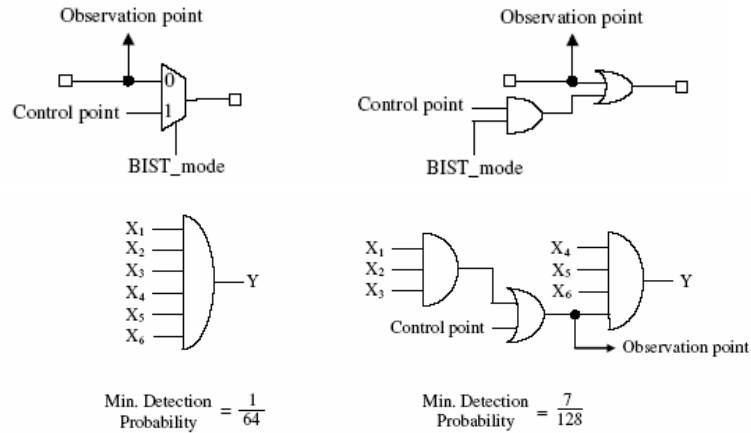 Observation point
0
Control point
1
BIST_mode
Observation point
Control point
BIST_mode
X₁
X₂
X₃
X₄
X₅
X₆
Y
X₁
X₂
X₃
Control point
X₄
X₅
X₆
Y
Observation point
Min. Detection
Probability = 1/64
Min. Detection
Probability = 7/128